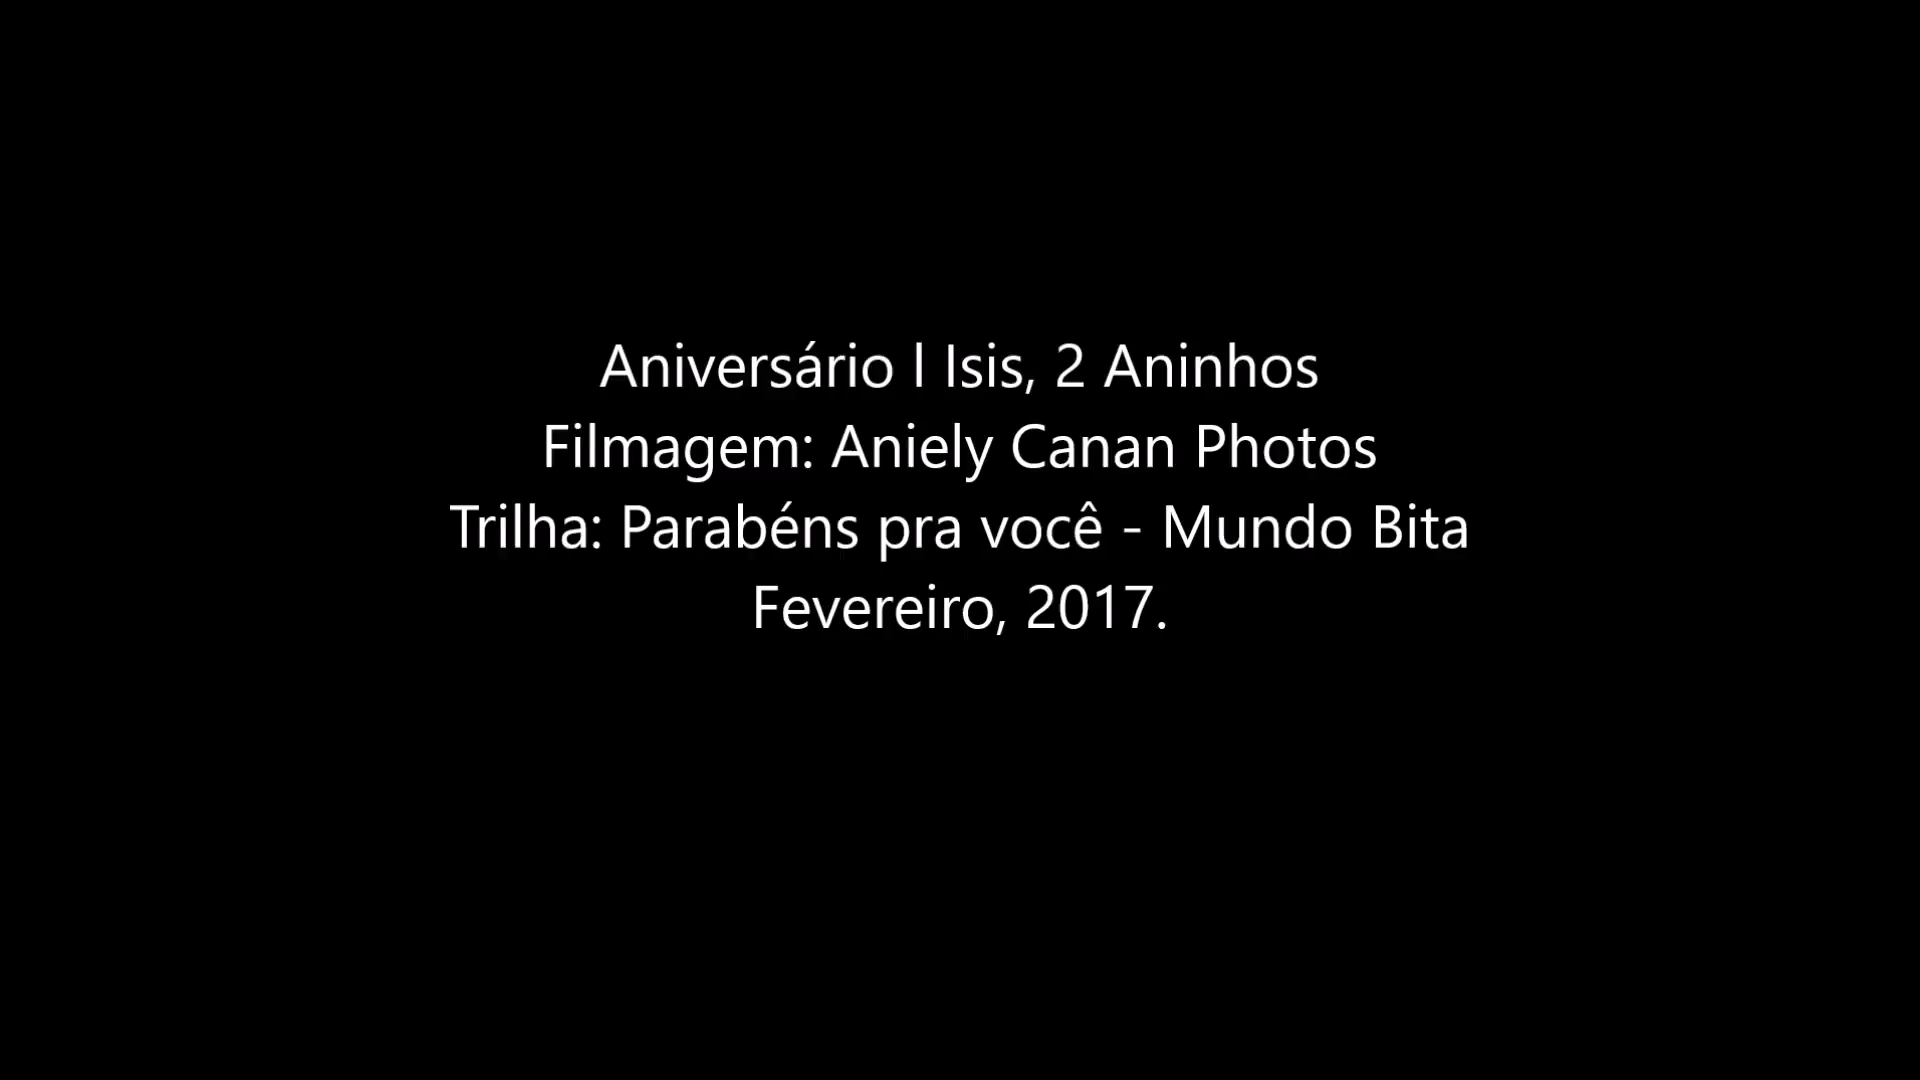 Aniversário l Isis, 2 Aninhos
Filmagem: Aniely Canan Photos
Trilha: Parabéns pra você - Mundo Bita
Fevereiro, 2017.